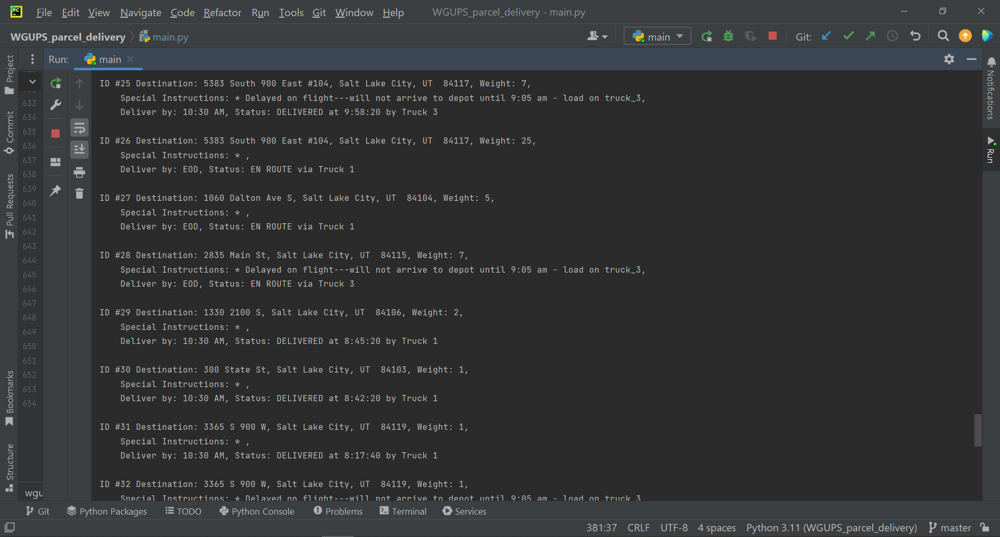 PC File Edit View Navigate Code Refactor Run Tools Git Window Help WGUPS_parcel_delivery - main.py
WGUPS_parcel_delivery main.py main Git:
Run: main
Project
Commit
Pull Requests
Bookmarks
Structure
633
634
635
636
637
638
639
640
641
642
643
644
645
646
647
648
649
650
651
652
653
654
wgu
ID #25 Destination: 5383 South 900 East #104, Salt Lake City, UT  84117, Weight: 7,
Special Instructions: * Delayed on flight---will not arrive to depot until 9:05 am - load on truck_3,
Deliver by: 10:30 AM, Status: DELIVERED at 9:58:20 by Truck 3
ID #26 Destination: 5383 South 900 East #104, Salt Lake City, UT  84117, Weight: 25,
Special Instructions: * ,
Deliver by: EOD, Status: EN ROUTE via Truck 1
ID #27 Destination: 1060 Dalton Ave S, Salt Lake City, UT  84104, Weight: 5,
Special Instructions: * ,
Deliver by: EOD, Status: EN ROUTE via Truck 1
ID #28 Destination: 2835 Main St, Salt Lake City, UT  84115, Weight: 7,
Special Instructions: * Delayed on flight---will not arrive to depot until 9:05 am - load on truck_3,
Deliver by: EOD, Status: EN ROUTE via Truck 3
ID #29 Destination: 1330 2100 S, Salt Lake City, UT  84106, Weight: 2,
Special Instructions: * ,
Deliver by: 10:30 AM, Status: DELIVERED at 8:45:20 by Truck 1
ID #30 Destination: 300 State St, Salt Lake City, UT  84103, Weight: 1,
Special Instructions: * ,
Deliver by: 10:30 AM, Status: DELIVERED at 8:42:20 by Truck 1
ID #31 Destination: 3365 S 900 W, Salt Lake City, UT  84119, Weight: 1,
Special Instructions: * ,
Deliver by: 10:30 AM, Status: DELIVERED at 8:17:40 by Truck 1
ID #32 Destination: 3365 S 900 W, Salt Lake City, UT  84119, Weight: 1,
Special Instructions: * Delayed on flight---will not arrive to depot until 9:05 am - load on truck 3
Notifications
Run
Git Python Packages TODO Python Console Problems Terminal Services
381:37 CRLF UTF-8 4 spaces Python 3.11 (WGUPS_parcel_delivery) master